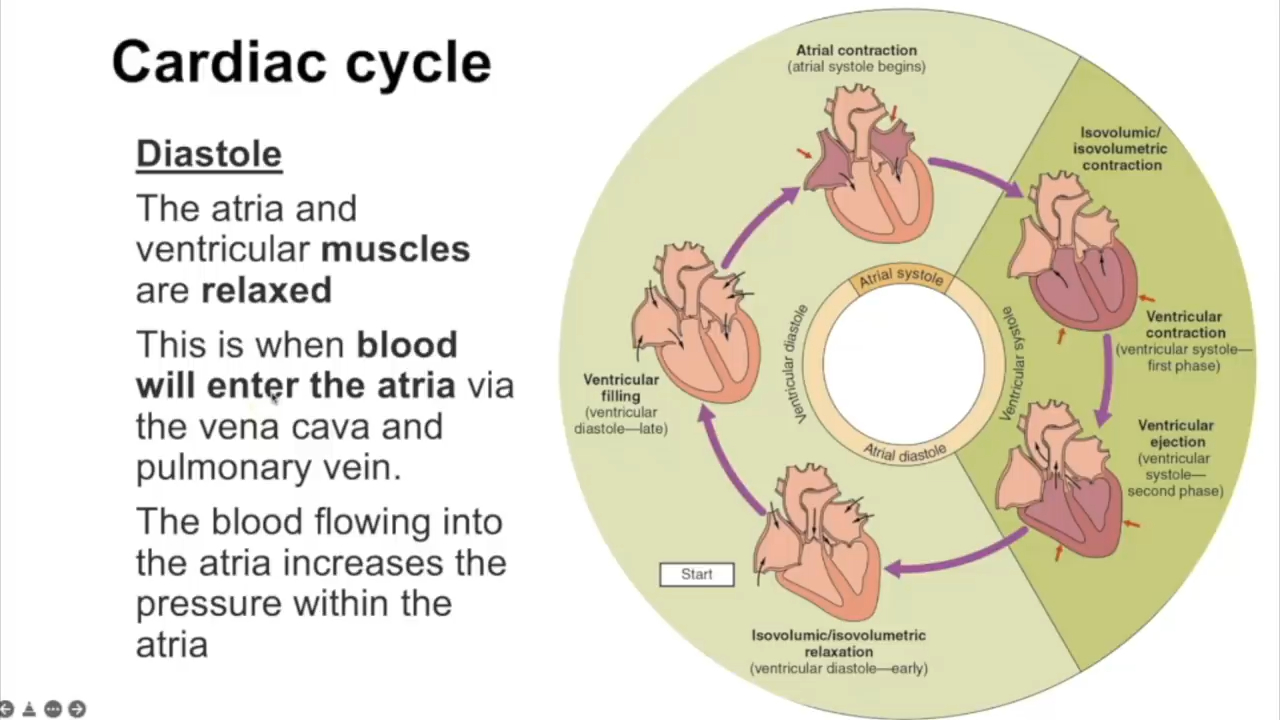 Cardiac cycle
Diastole
The atria and
ventricular muscles
are relaxed
This is when blood
will enter the atria via
the vena cava and
pulmonary vein.
The blood flowing into
the atria increases the
pressure within the
atria
Atrial contraction
(atrial systole begins)
Isovolumic/
isovolumetric
contraction
Ventricular
contraction
(ventricular systole—
first phase)
Ventricular
ejection
(ventricular
systole—
second phase)
Isovolumic/isovolumetric
relaxation
(ventricular diastole—early)
Start
Ventricular
filling
(ventricular
diastole—late)
Atrial systole
Ventricular systole
Atrial diastole
Ventricular diastole